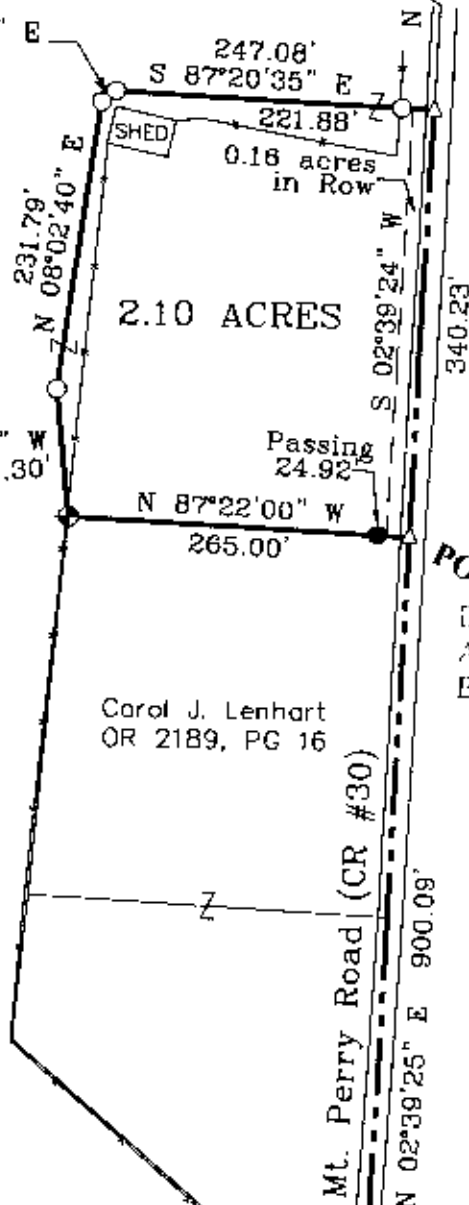 " E
247.08'
S 87°20'35" E
221.88'
N
SHED
0.16 acres
in Row
231.79'
N 08°02'40" E
2.10 ACRES
S 02°39'24" W
340.23'
" W
.30'
Passing
24.92'
N 87°22'00" W
265.00'
PO
Carol J. Lenhart
OR 2189, PG 16
Mt. Perry Road (CR #30)
N 02°39'25" E 900.09'